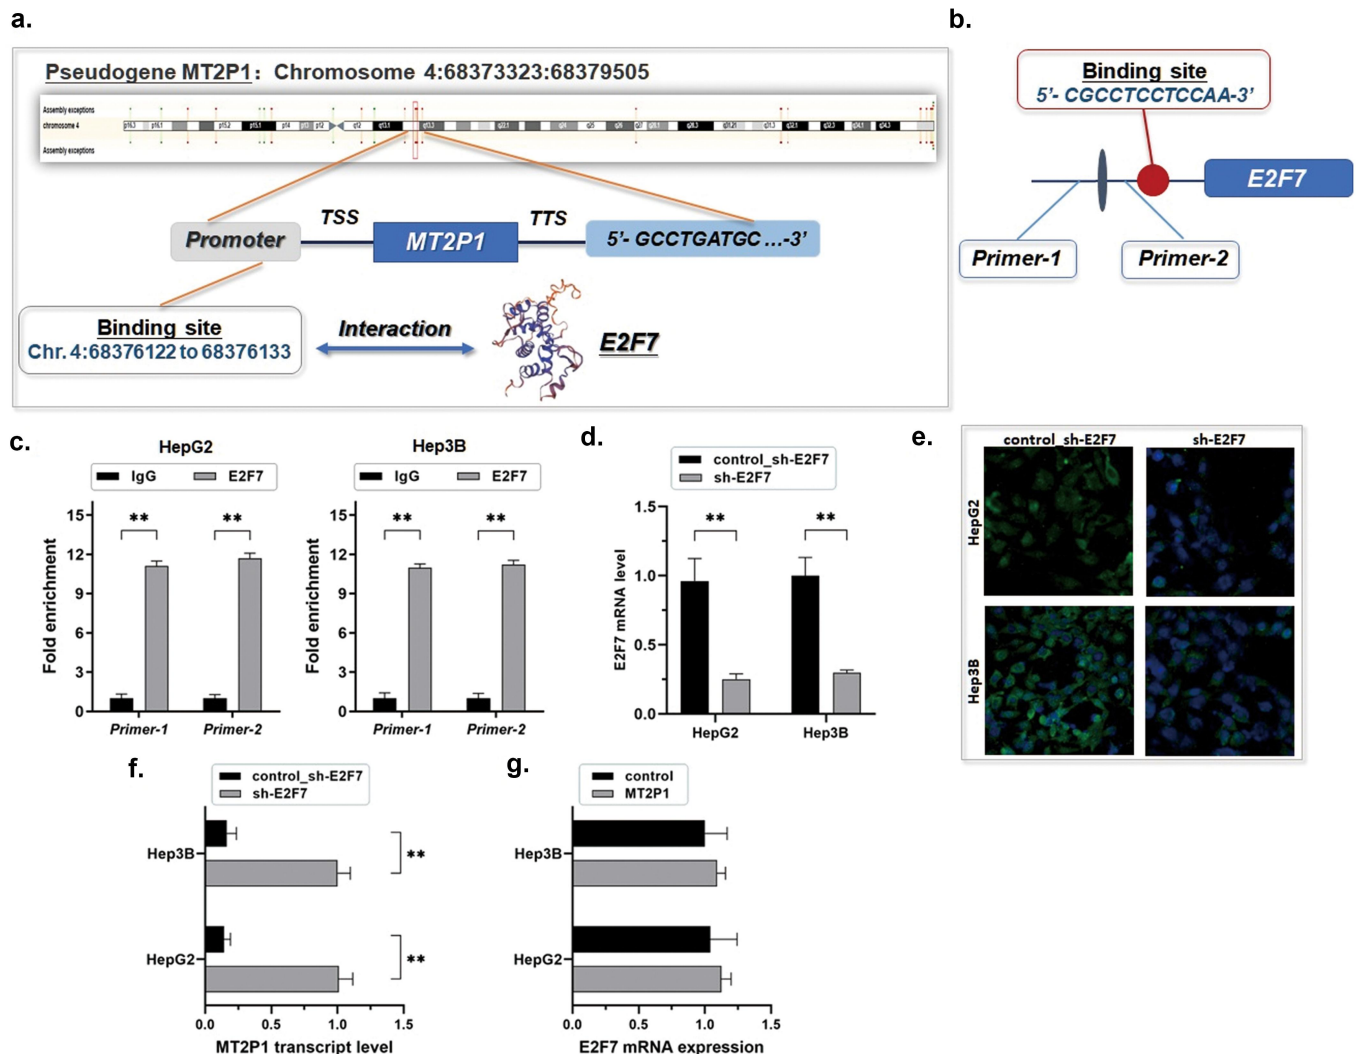 a.
Pseudogene MT2P1: Chromosome 4:68373323:68379505
Assembly exceptions
chromosome 4
Assembly exceptions
TSS
TTS
Promoter
MT2P1
5'- GCCTGATGC ...-3'
Binding site
Chr. 4:68376122 to 68376133
Interaction
E2F7
b.
Binding site
5'- CGCCTCCTCCAA-3'
E2F7
Primer-1
Primer-2
c.
HepG2
IgG
E2F7
15
12
9
6
3
0
Fold enrichment
**
**
Primer-1
Primer-2
Hep3B
IgG
E2F7
15
12
9
6
3
0
Fold enrichment
**
**
Primer-1
Primer-2
d.
control_sh-E2F7
sh-E2F7
1.5
1.0
0.5
0.0
E2F7 mRNA level
**
**
HepG2
Hep3B
e.
control_sh-E2F7
sh-E2F7
HepG2
Hep3B
f.
control_sh-E2F7
sh-E2F7
Hep3B
**
HepG2
**
0.0
0.5
1.0
1.5
MT2P1 transcript level
g.
control
MT2P1
Hep3B
HepG2
0.0
0.5
1.0
1.5
E2F7 mRNA expression